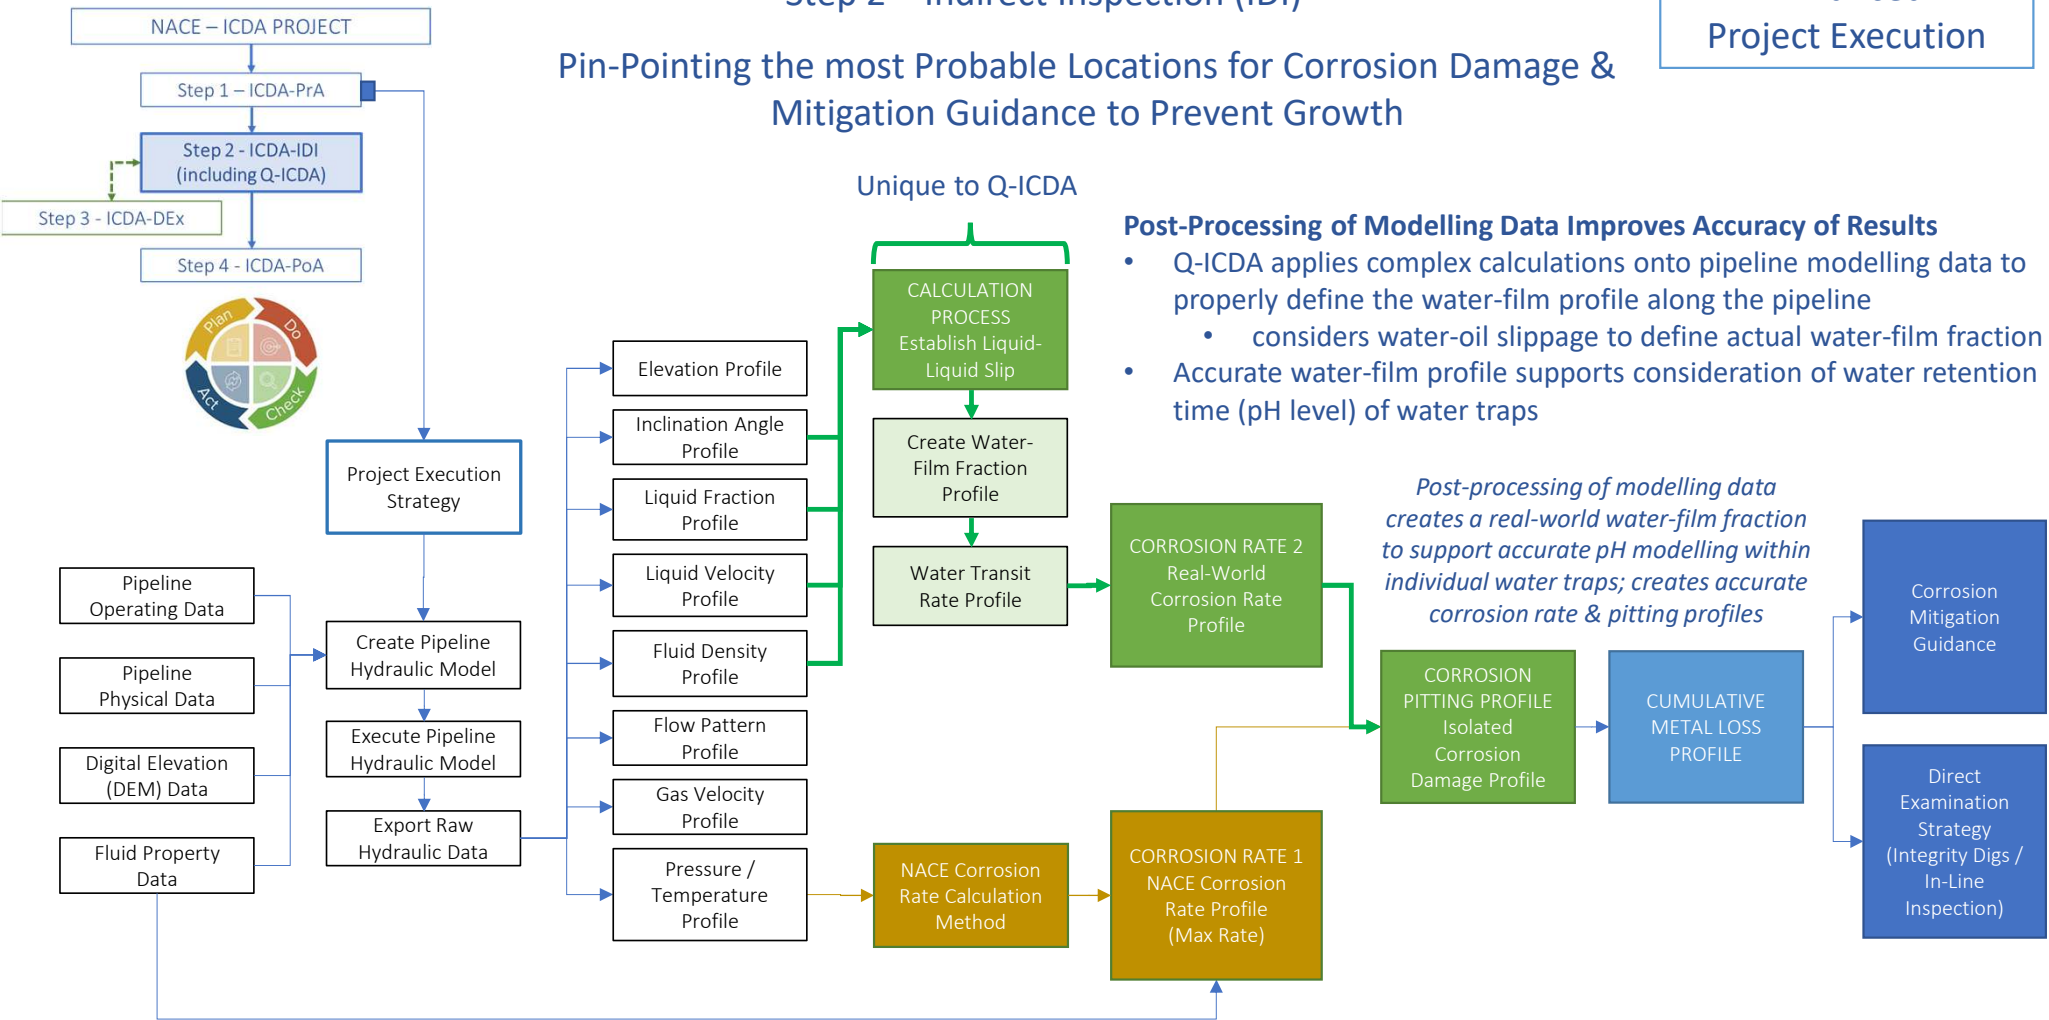 Step 2 – Indirect Inspection (IDI)
Project Execution
Pin-Pointing the most Probable Locations for Corrosion Damage &
Mitigation Guidance to Prevent Growth
NACE – ICDA PROJECT
Step 1 – ICDA-PrA
Step 2 - ICDA-IDI
(including Q-ICDA)
Step 3 - ICDA-DEx
Step 4 - ICDA-PoA
Plan
Do
Check
Act
Unique to Q-ICDA
Post-Processing of Modelling Data Improves Accuracy of Results
• Q-ICDA applies complex calculations onto pipeline modelling data to
properly define the water-film profile along the pipeline
• considers water-oil slippage to define actual water-film fraction
• Accurate water-film profile supports consideration of water retention
time (pH level) of water traps
Project Execution
Strategy
Pipeline
Operating Data
Pipeline
Physical Data
Digital Elevation
(DEM) Data
Fluid Property
Data
Create Pipeline
Hydraulic Model
Execute Pipeline
Hydraulic Model
Export Raw
Hydraulic Data
Elevation Profile
Inclination Angle
Profile
Liquid Fraction
Profile
Liquid Velocity
Profile
Fluid Density
Profile
Flow Pattern
Profile
Gas Velocity
Profile
Pressure /
Temperature
Profile
CALCULATION
PROCESS
Establish Liquid-
Liquid Slip
Create Water-
Film Fraction
Profile
Water Transit
Rate Profile
NACE Corrosion
Rate Calculation
Method
CORROSION RATE 2
Real-World
Corrosion Rate
Profile
CORROSION RATE 1
NACE Corrosion
Rate Profile
(Max Rate)
Post-processing of modelling data
creates a real-world water-film fraction
to support accurate pH modelling within
individual water traps; creates accurate
corrosion rate & pitting profiles
CORROSION
PITTING PROFILE
Isolated
Corrosion
Damage Profile
CUMULATIVE
METAL LOSS
PROFILE
Corrosion
Mitigation
Guidance
Direct
Examination
Strategy
(Integrity Digs /
In-Line
Inspection)